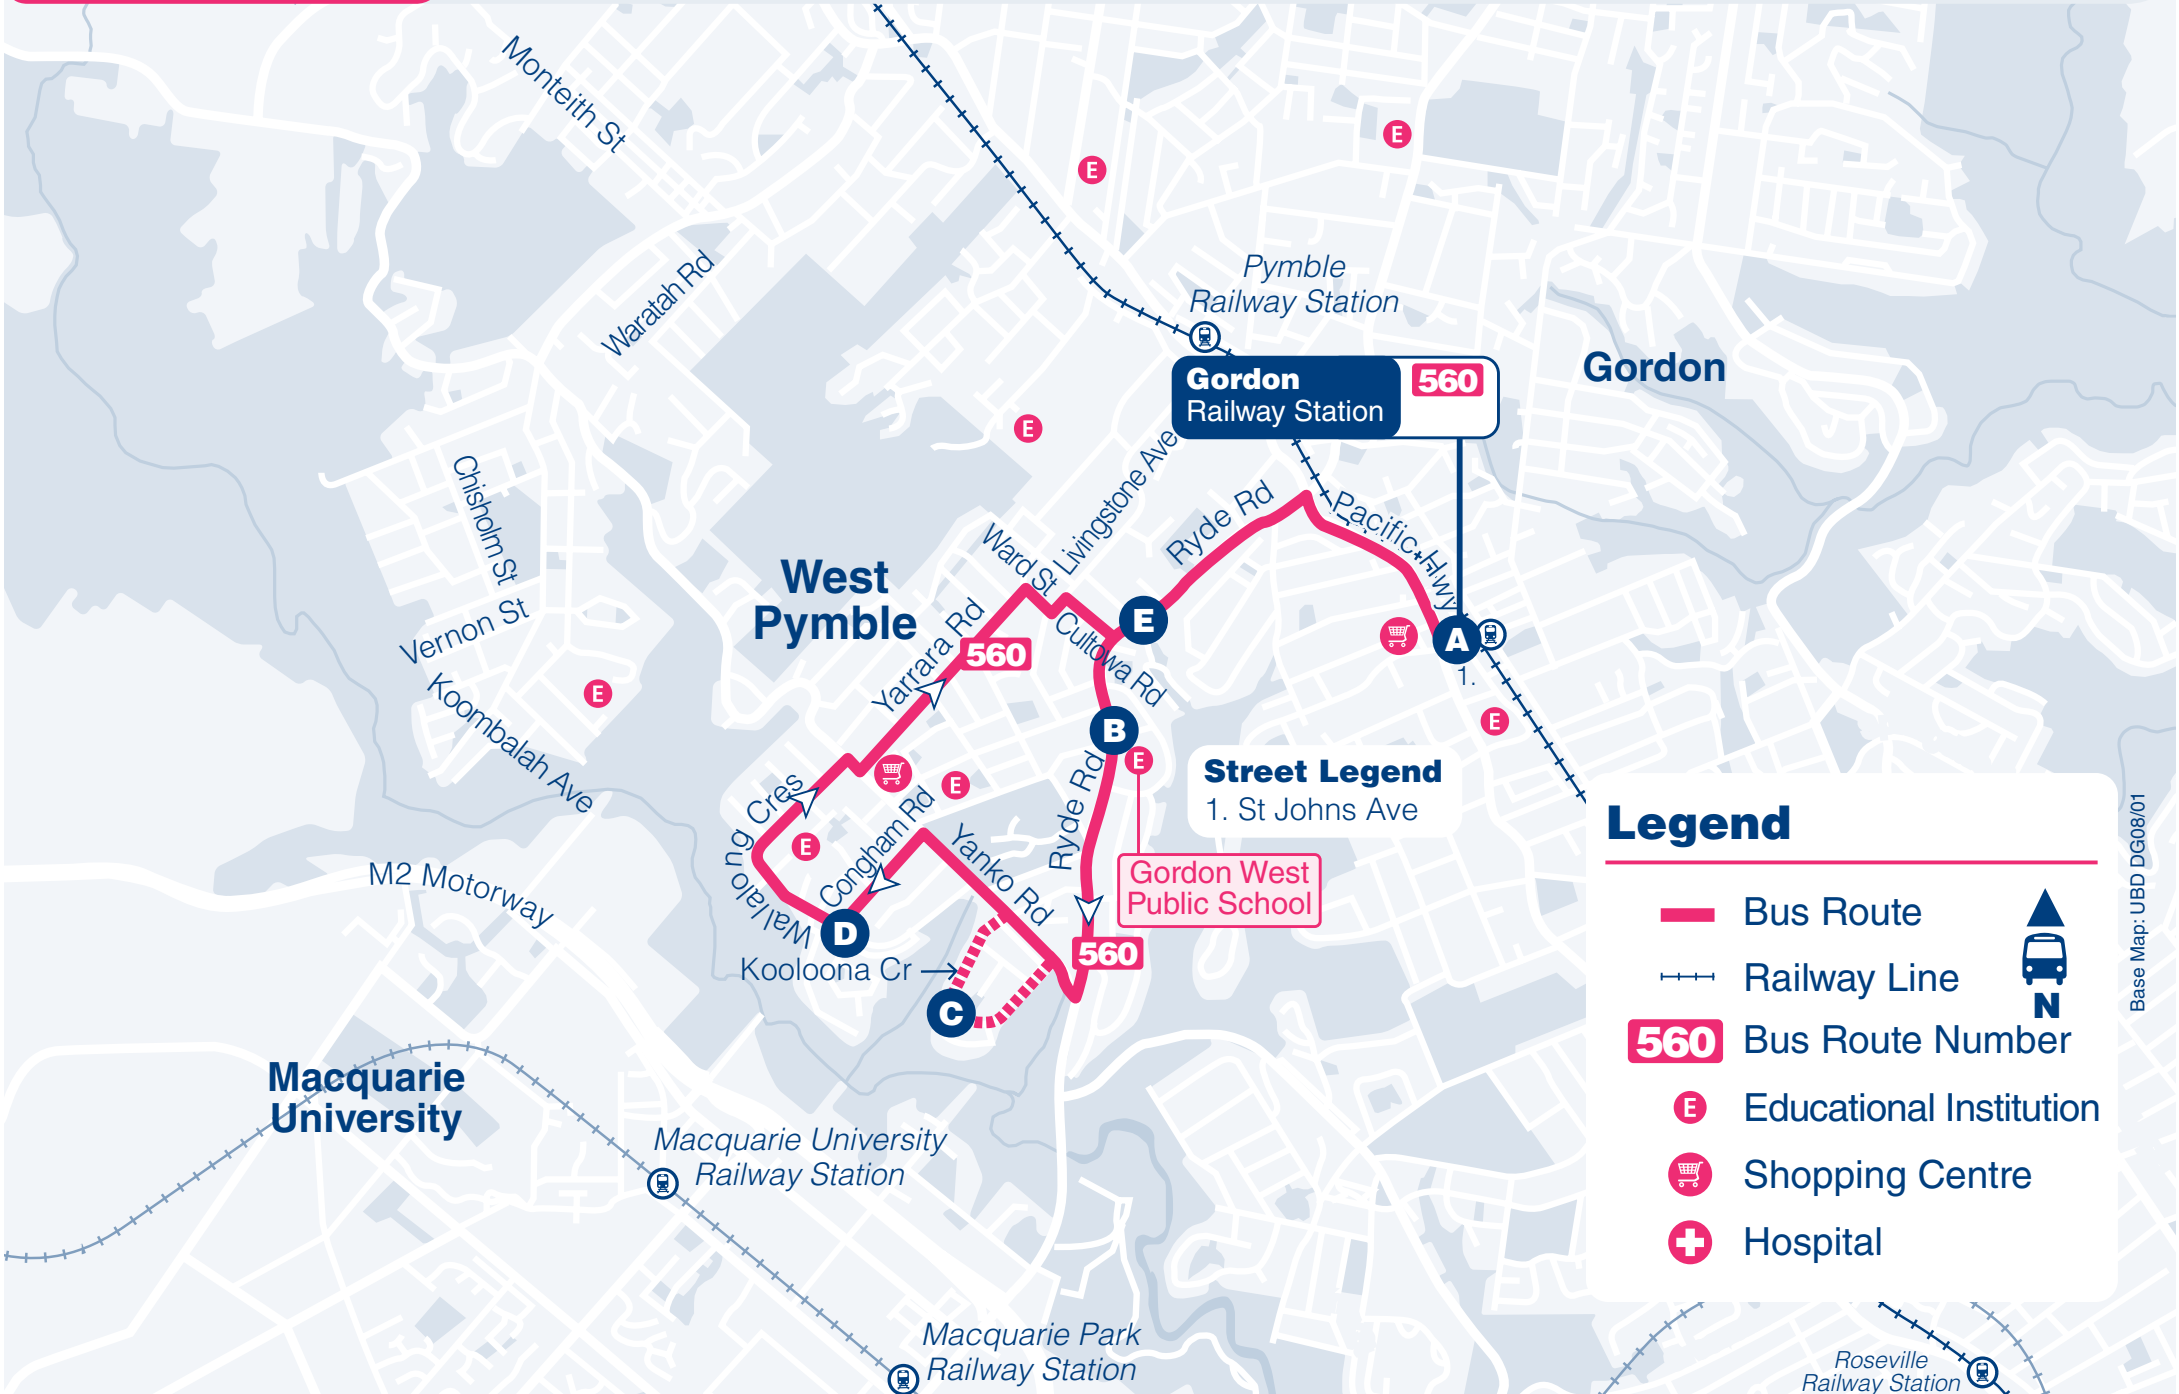 Monteith St
Waratah Rd
Pymble
Railway Station
Gordon
Railway Station
560
Gordon
Chisholm St
Vernon St
Koombalah Ave
West
Pymble
Ward St
Livingstone Ave
Ryde Rd
Pacific Hwy
Yarrara Rd
560
Cultowa Rd
E
A
1.
B
E
E
E
E
E
E
E
E
Street Legend
1. St Johns Ave
Wallalong Cres
Congham Rd
Yanko Rd
Ryde Rd
Gordon West
Public School
M2 Motorway
D
Kooloona Cr
C
560
Macquarie
University
Macquarie University
Railway Station
Macquarie Park
Railway Station
Legend
Bus Route
Railway Line
N
560 Bus Route Number
E Educational Institution
Shopping Centre
Hospital
Base Map: UBD DG08/01
Roseville
Railway Station